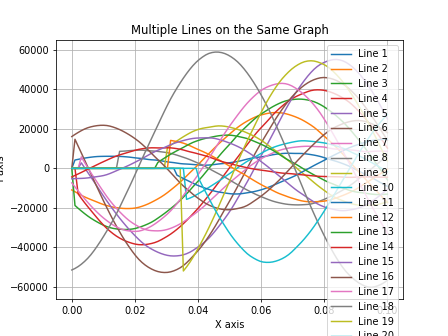 Multiple Lines on the Same Graph
60000
40000
20000
0
−20000
−40000
−60000
0.00
0.02
0.04
0.06
X axis
Line 1
Line 2
Line 3
Line 4
Line 5
Line 6
Line 7
Line 8
Line 9
Line 10
Line 11
Line 12
Line 13
Line 14
Line 15
Line 16
Line 17
Line 18
Line 19
Line 20